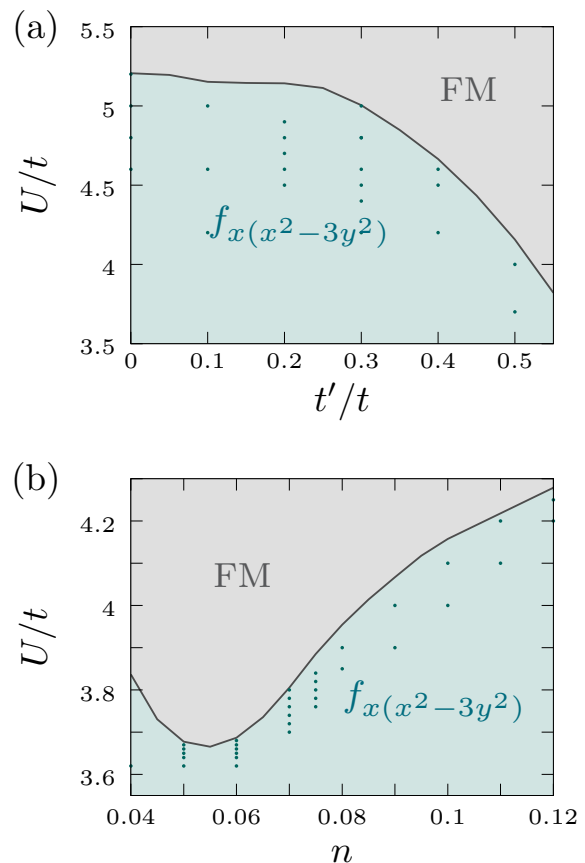 (a)
5.5
5
4.5
4
3.5
U/t
FM
f_{x(x^2-3y^2)}
0 0.1 0.2 0.3 0.4 0.5
t′/t
(b)
4.2
4
3.8
3.6
U/t
FM
f_{x(x^2-3y^2)}
0.04 0.06 0.08 0.1 0.12
n